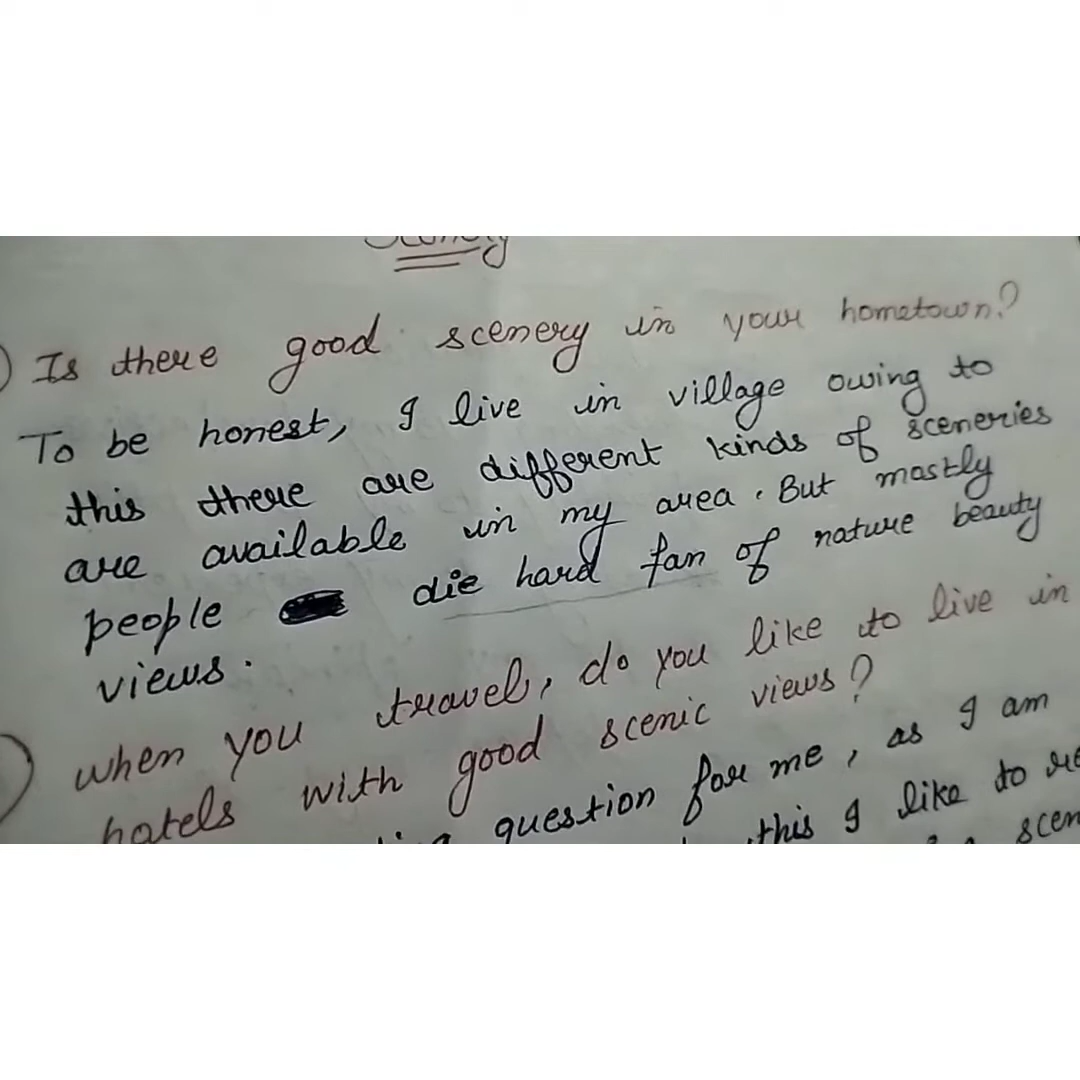 Scenery
Is there good scenery in your hometown?
To be honest, I live in village owing to
this there are different kinds of sceneries
are available in my area. But mostly
people die hard fan of nature beauty
views.
when you travel, do you like to live in
hotels with good scenic views?
question for me, as I am
this I like to